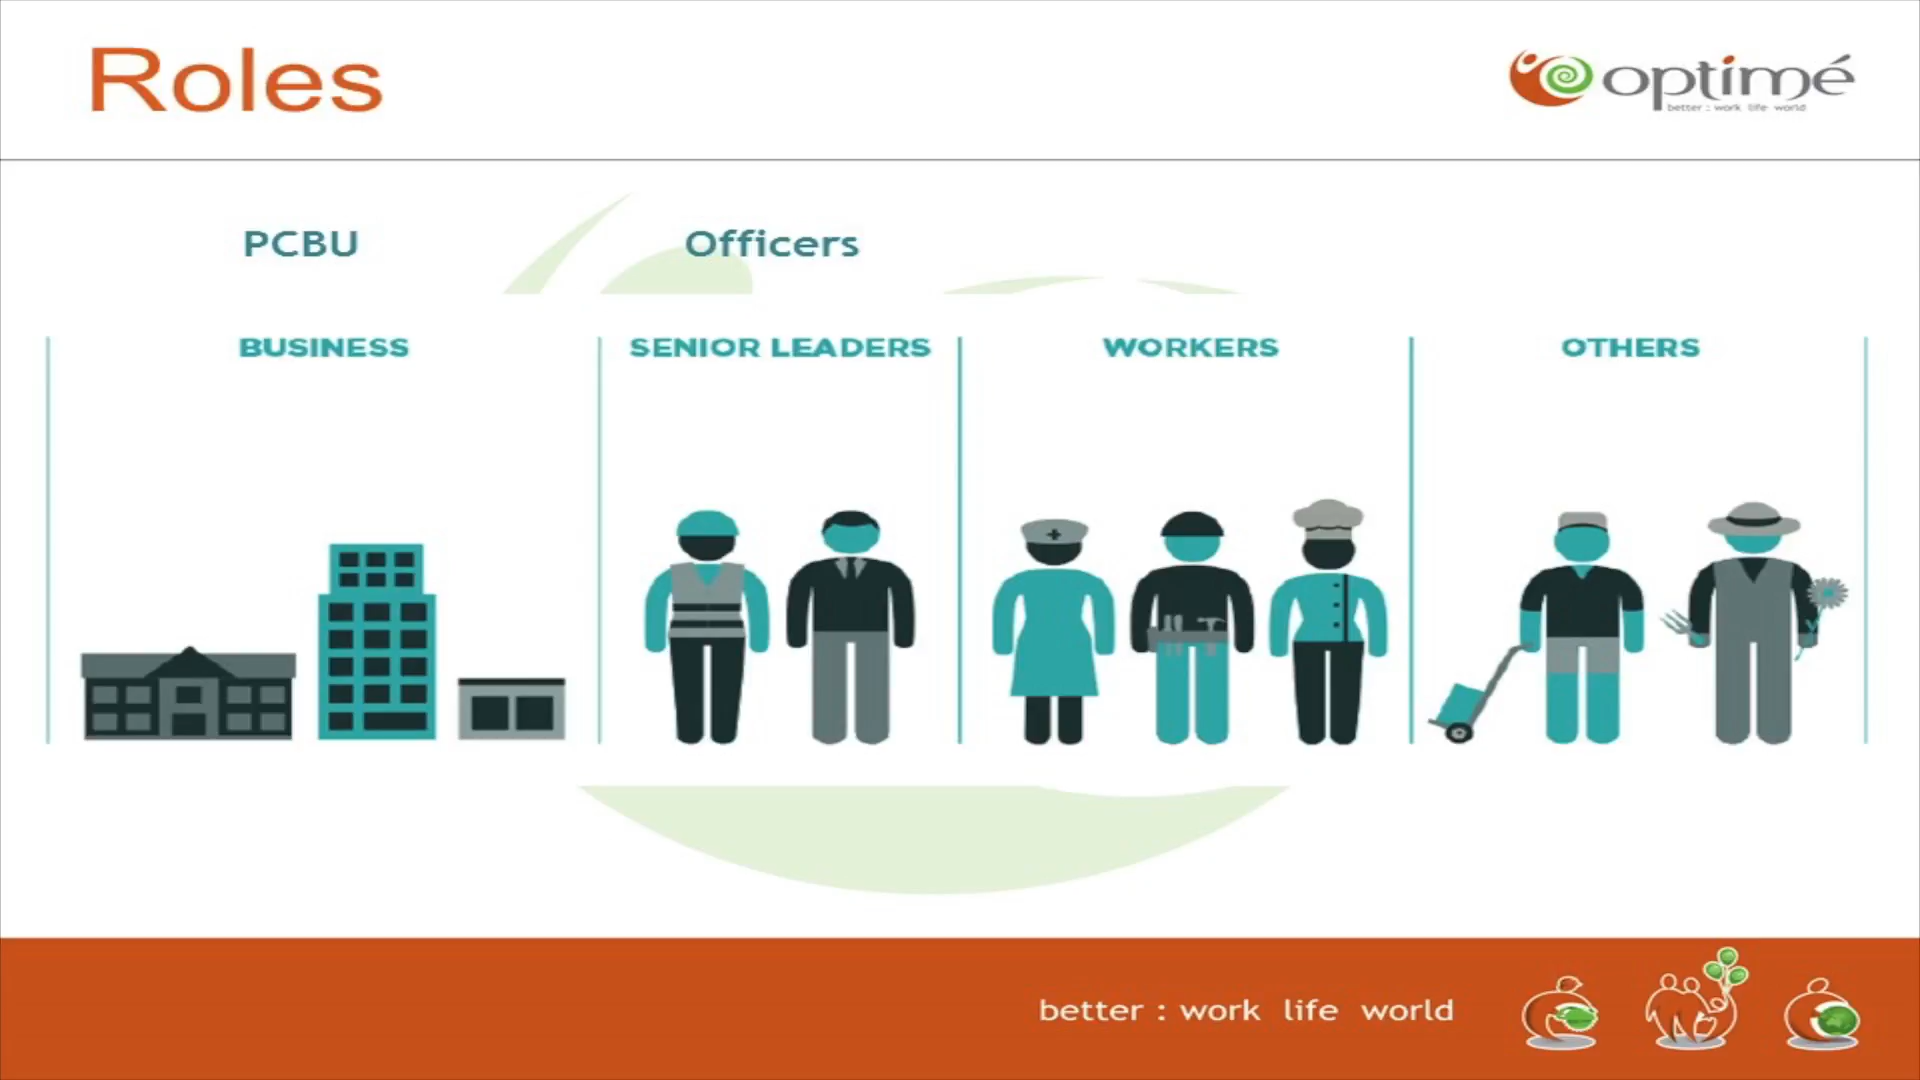 Roles
optimé
better : work life world
PCBU
Officers
BUSINESS
SENIOR LEADERS
WORKERS
OTHERS
better : work life world